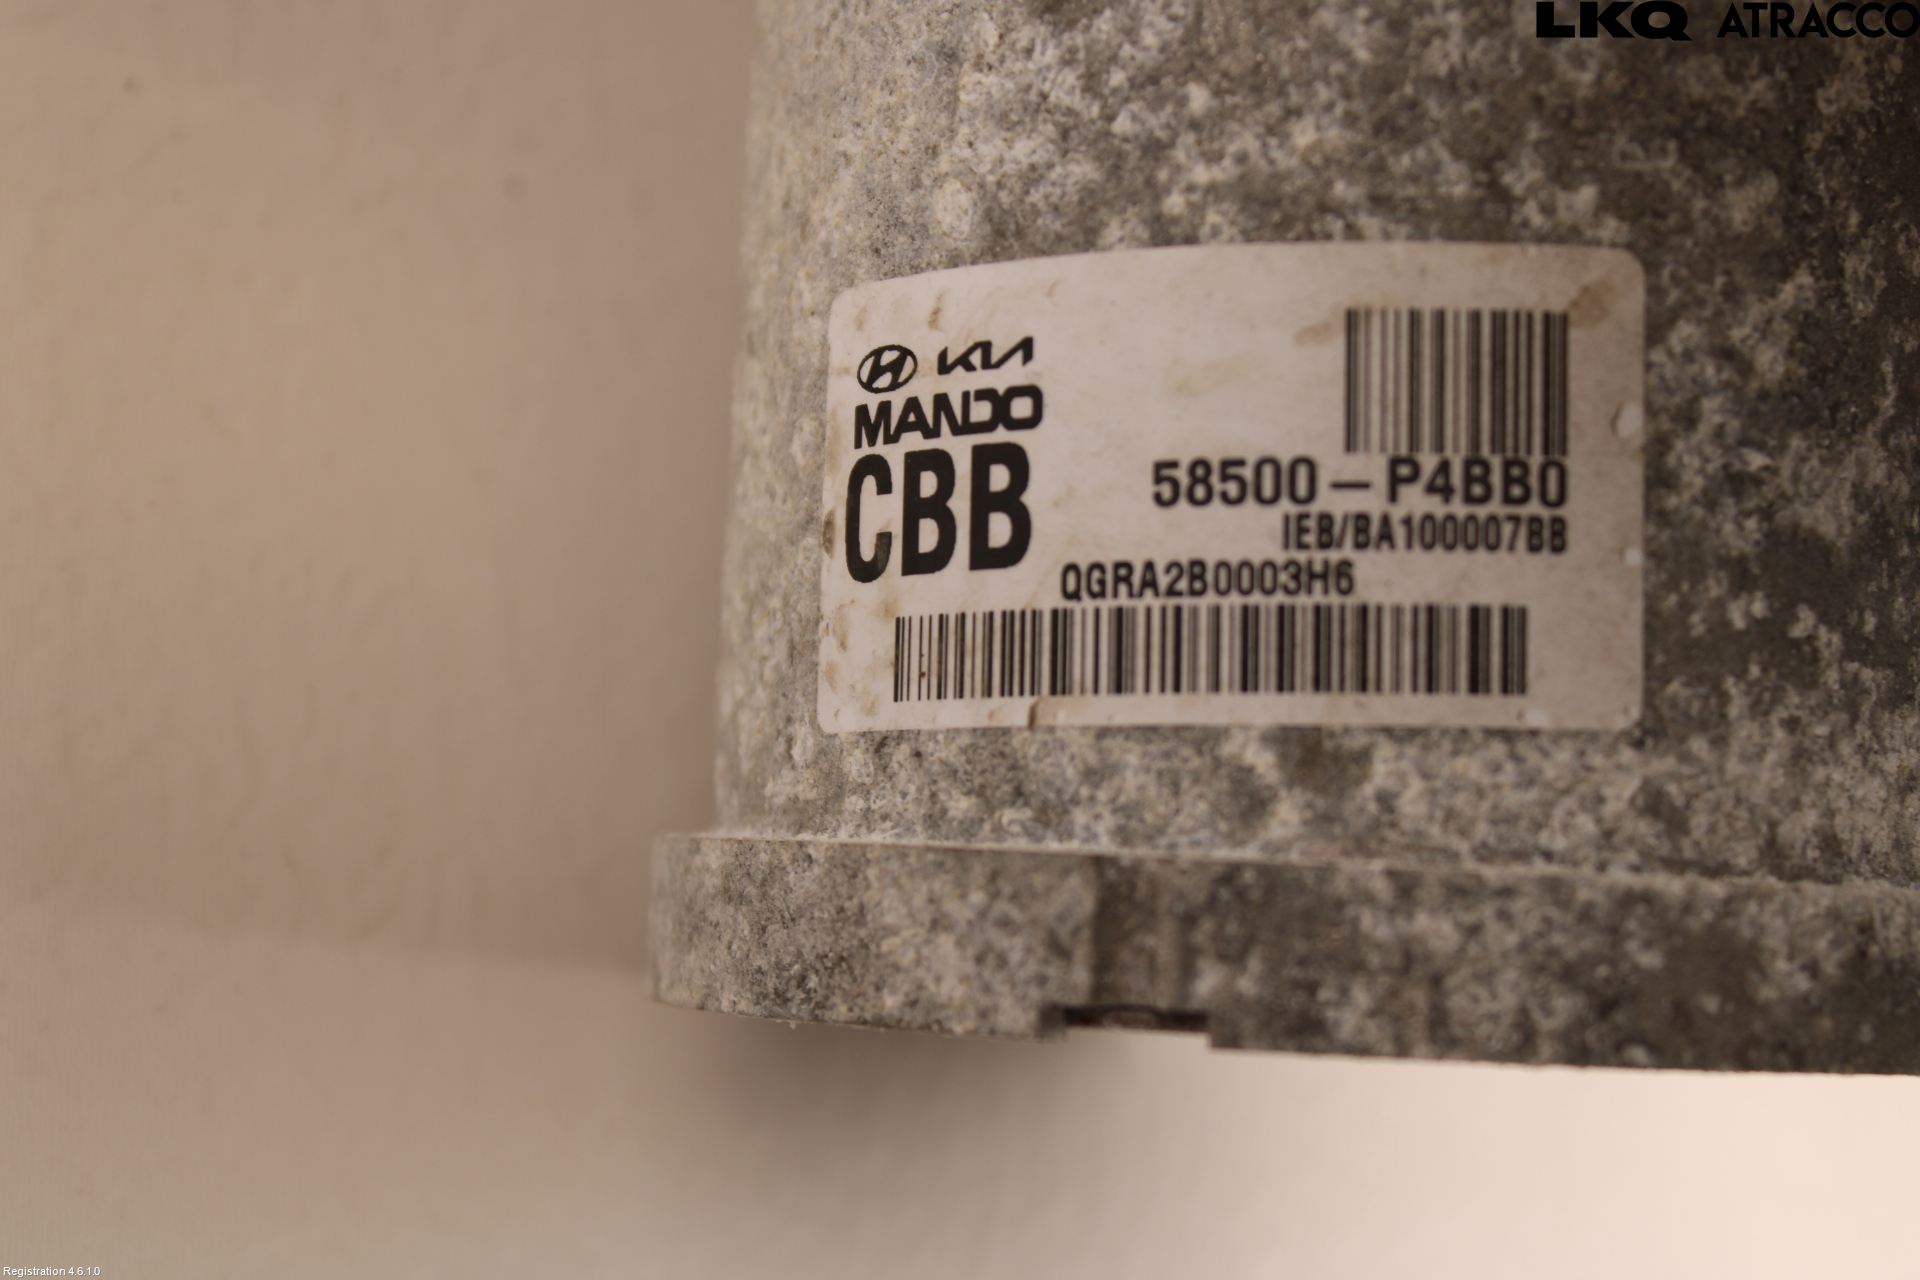 LKQ ATRACCO
KIA
MANDO
CBB
58500-P4BB0
IEB/BA100007BB
QGRA2B0003H6
Registration 4.6.1.0